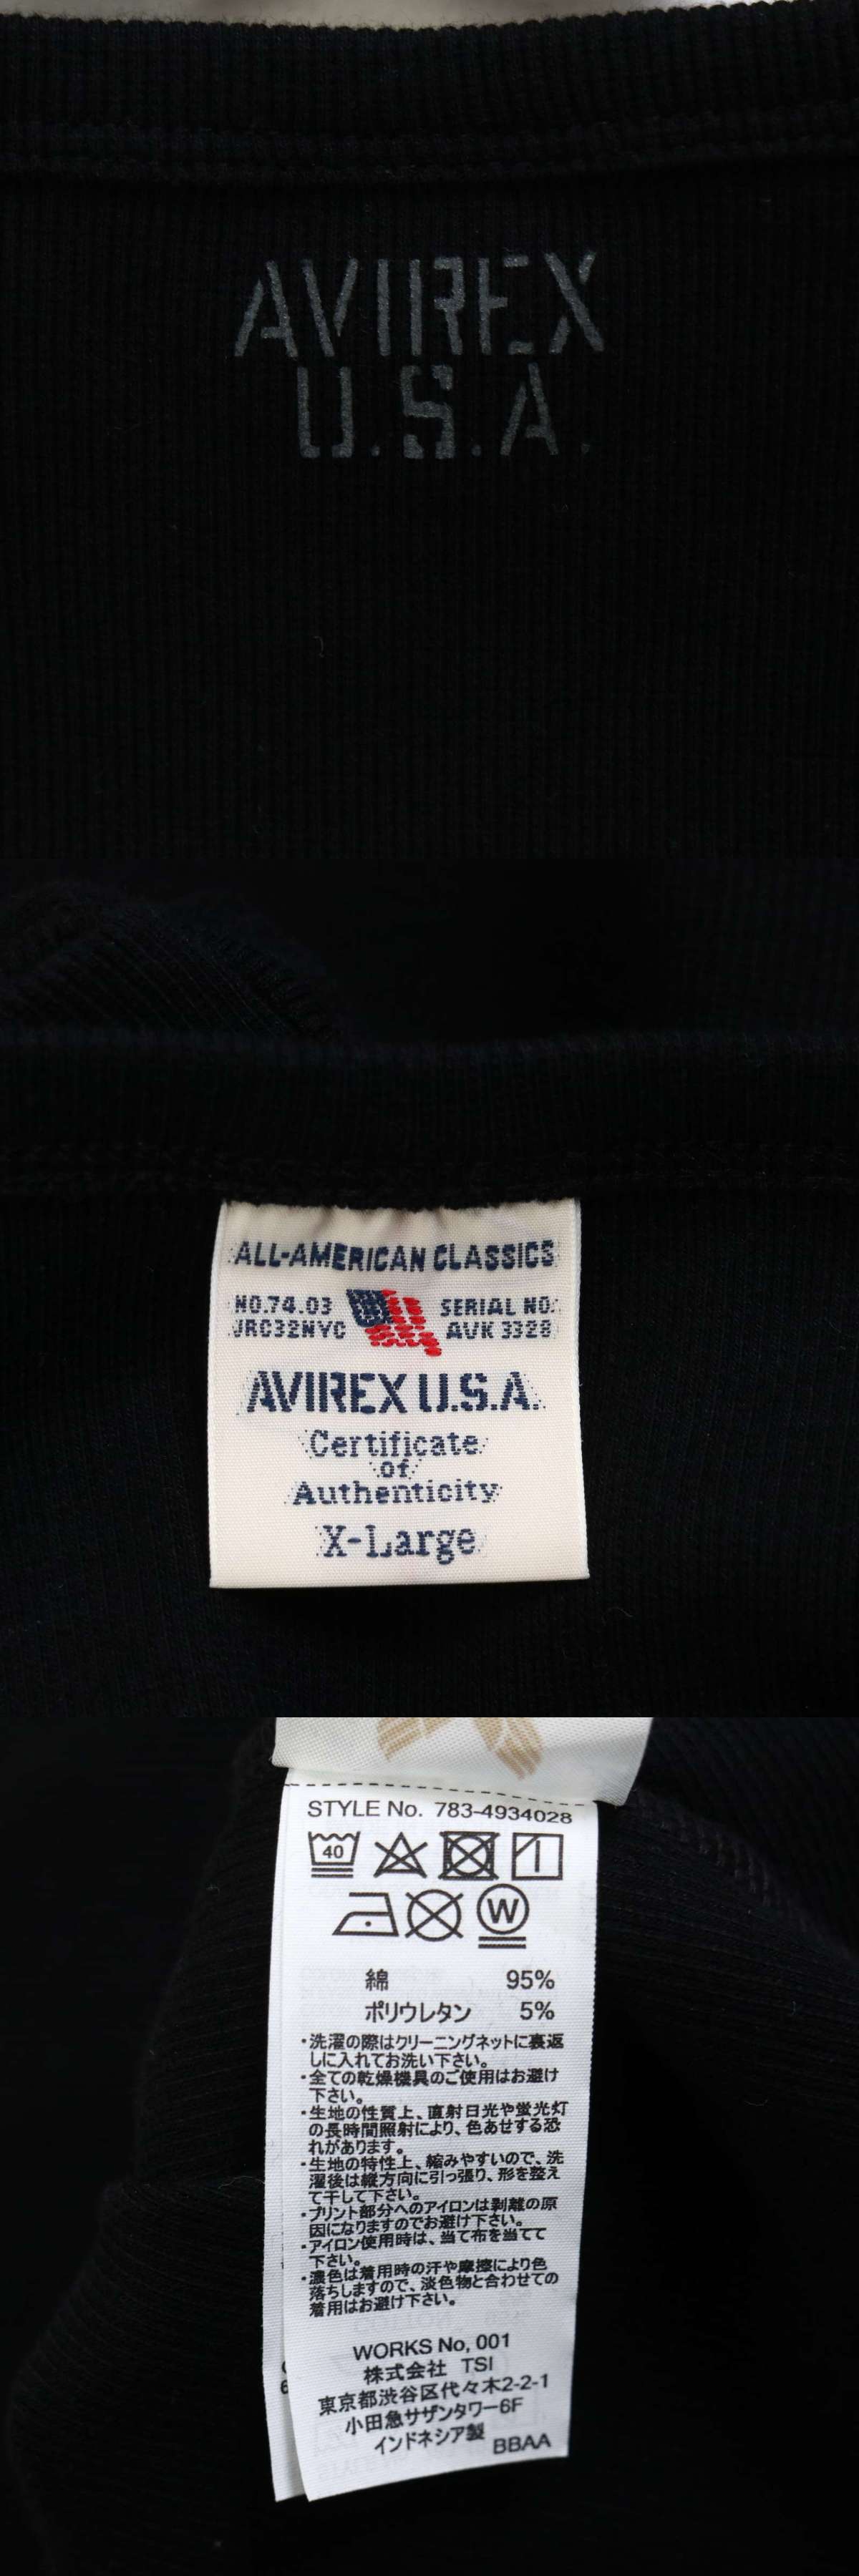 AVIREX
U.S.A.
ALL-AMERICAN CLASSICS
NO.74.03 SERIAL NO.
JRC32NYC AVK 3328
AVIREX U.S.A.
Certificate
of
Authenticity
X-Large
STYLE No. 783-4934028
40
W
綿 95%
ポリウレタン 5%
・洗濯の際はクリーニングネットに裏返
しに入れてお洗い下さい。
・全ての乾燥機具のご使用はお避け
下さい。
・生地の性質上、直射日光や蛍光灯
の長時間照射により、色あせする恐
れがあります。
・生地の特性上、縮みやすいので、洗
濯後は縦方向に引っ張り、形を整え
て干して下さい。
・プリント部分へのアイロンは剥離の原
因になりますのでお避け下さい。
・アイロン使用時は、当て布を当てて
下さい。
・濃色は着用時の汗や摩擦により色
落ちしますので、淡色物と合わせての
着用はお避け下さい。
WORKS No, 001
株式会社 TSI
東京都渋谷区代々木2-2-1
小田急サザンタワー6F
インドネシア製 BBAA